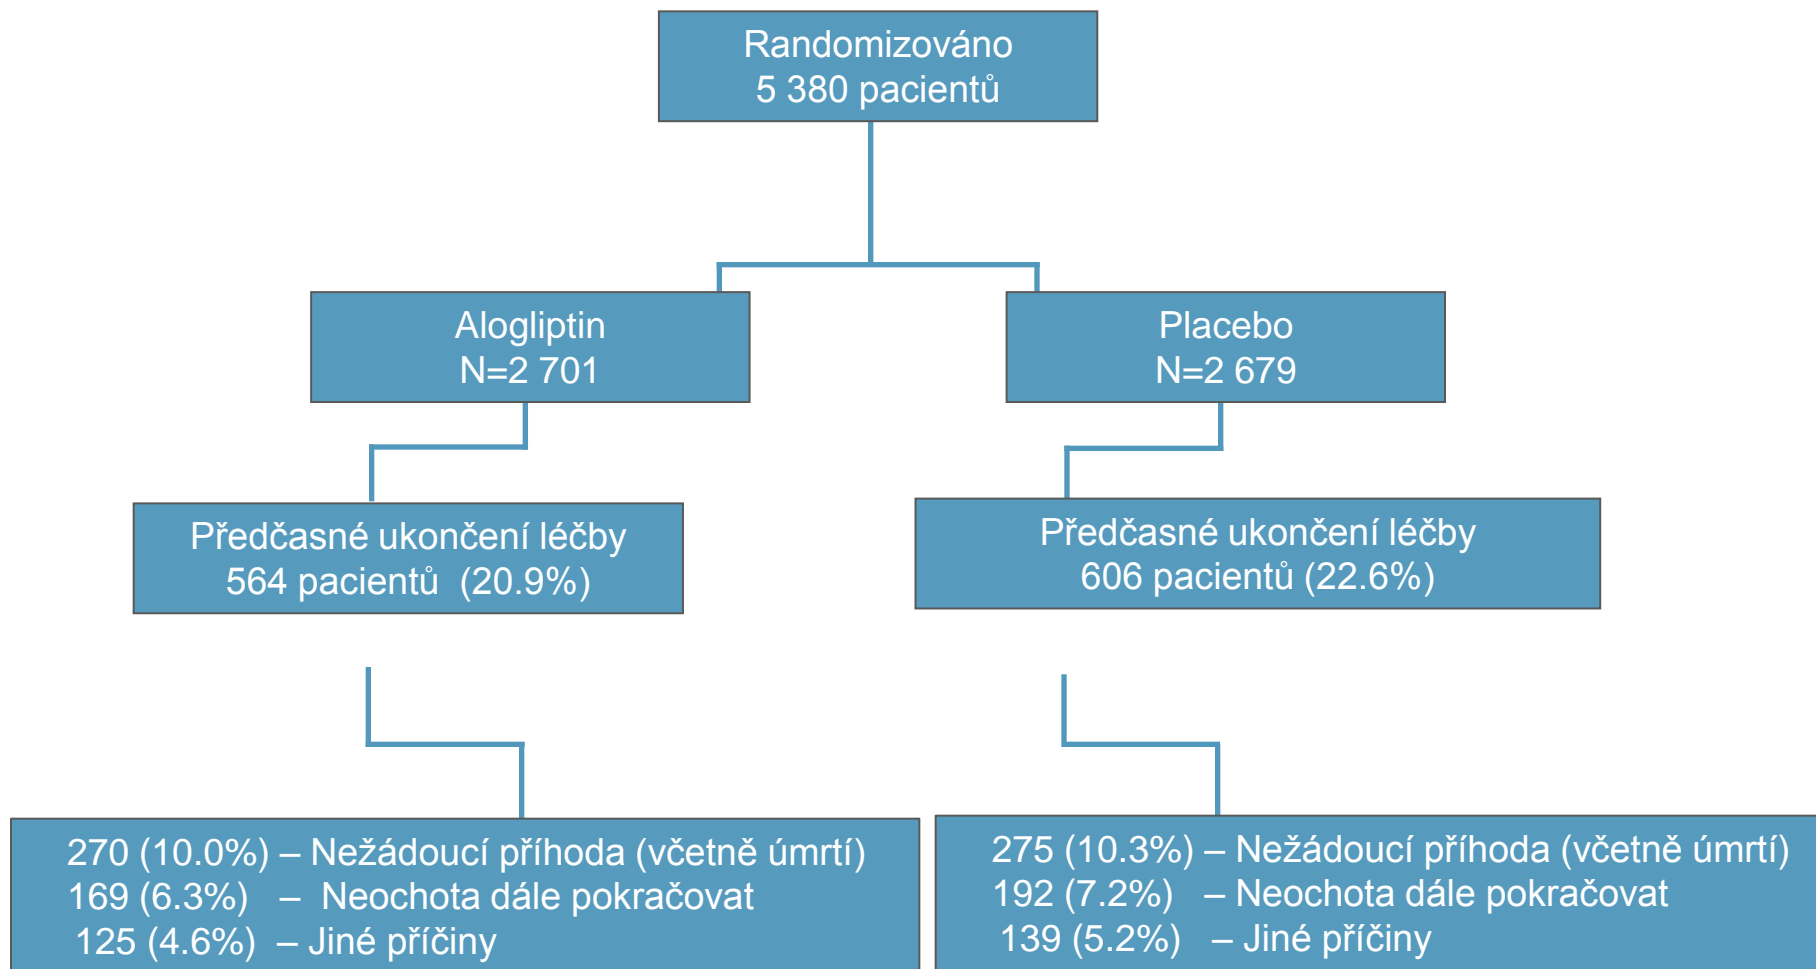 Randomizováno
5 380 pacientů
Alogliptin
N=2 701
Placebo
N=2 679
Předčasné ukončení léčby
564 pacientů (20.9%)
Předčasné ukončení léčby
606 pacientů (22.6%)
270 (10.0%) – Nežádoucí příhoda (včetně úmrtí)
169 (6.3%) – Neochota dále pokračovat
125 (4.6%) – Jiné příčiny
275 (10.3%) – Nežádoucí příhoda (včetně úmrtí)
192 (7.2%) – Neochota dále pokračovat
139 (5.2%) – Jiné příčiny